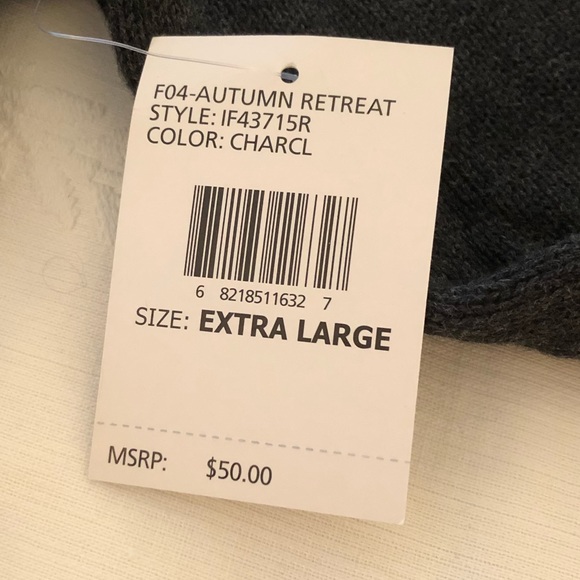 F04-AUTUMN RETREAT
STYLE: IF43715R
COLOR: CHARCL
6 8218511632 7
SIZE: EXTRA LARGE
MSRP: $50.00